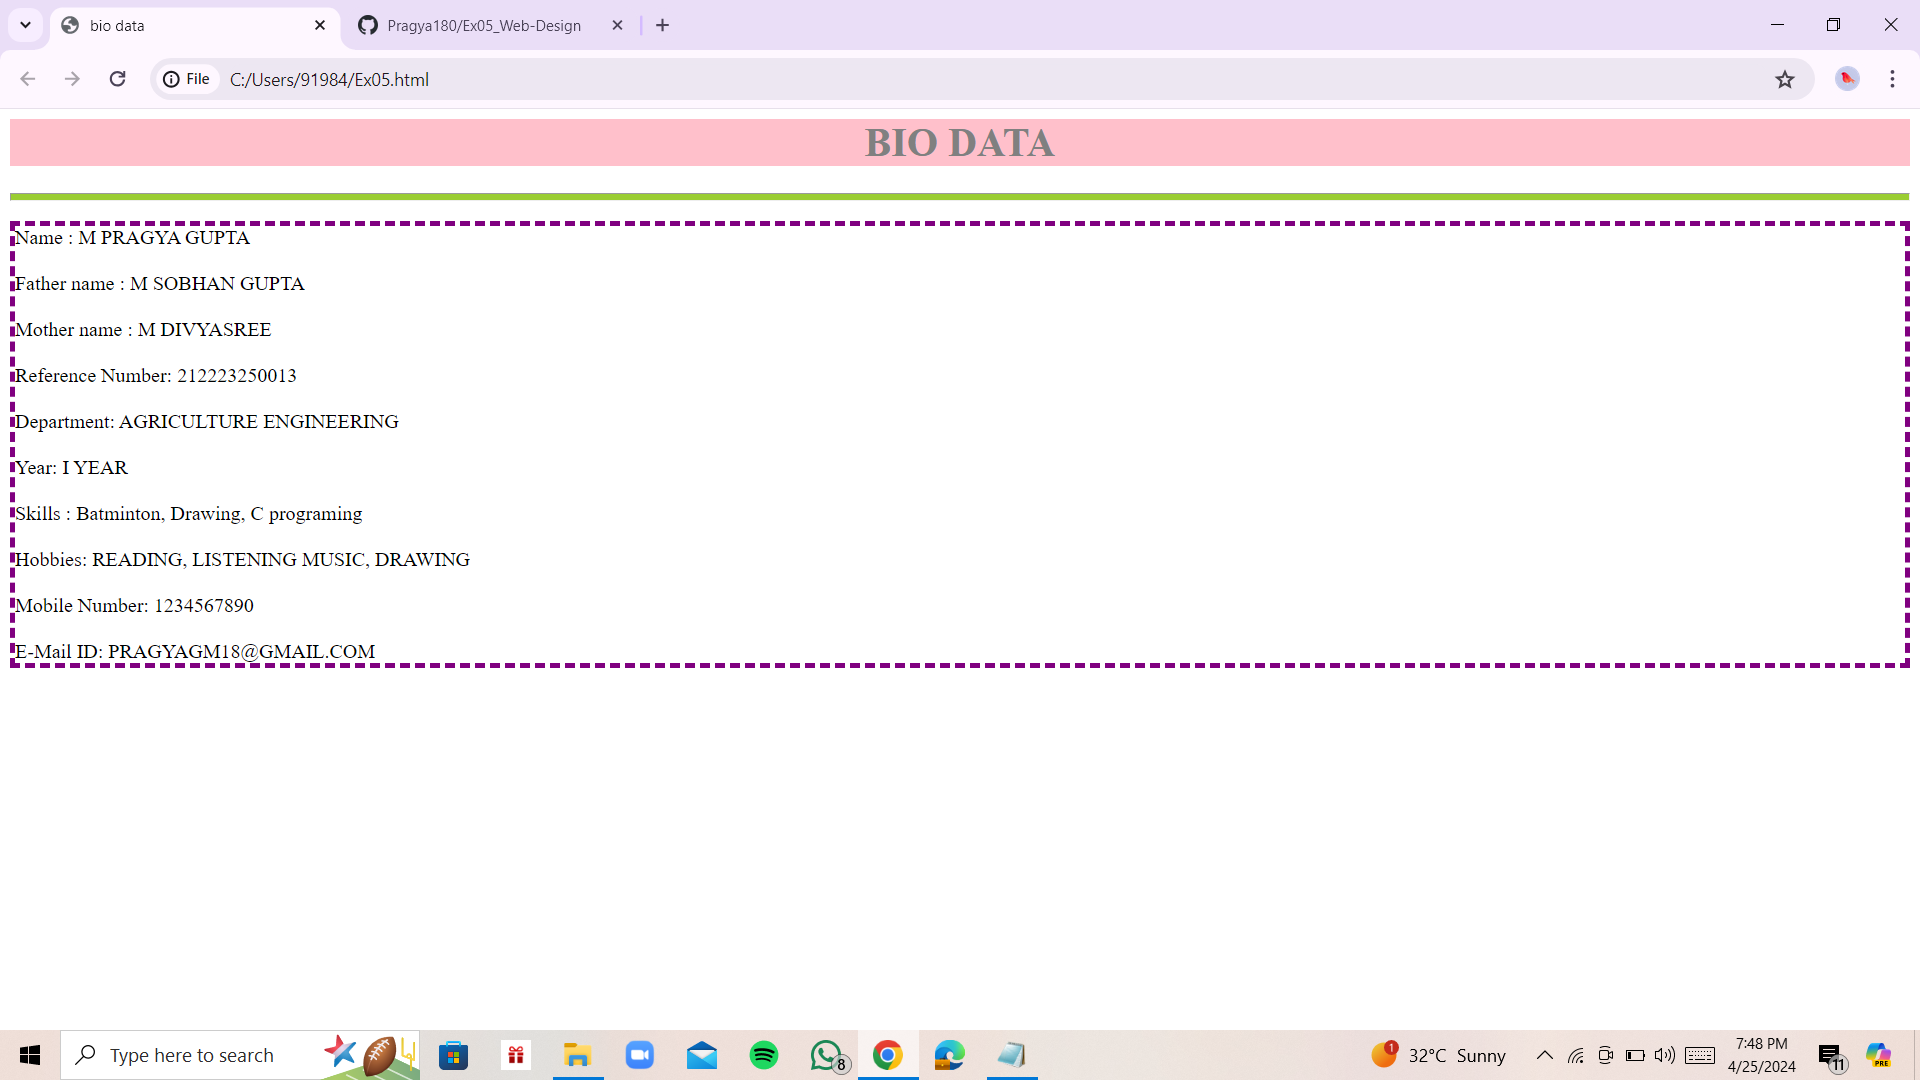 bio data
Pragya180/Ex05_Web-Design
File
C:/Users/91984/Ex05.html
BIO DATA
Name : M PRAGYA GUPTA
Father name : M SOBHAN GUPTA
Mother name : M DIVYASREE
Reference Number: 212223250013
Department: AGRICULTURE ENGINEERING
Year: I YEAR
Skills : Batminton, Drawing, C programing
Hobbies: READING, LISTENING MUSIC, DRAWING
Mobile Number: 1234567890
E-Mail ID: PRAGYAGM18@GMAIL.COM
Type here to search
8
1
32°C Sunny
7:48 PM
4/25/2024
11
PRE